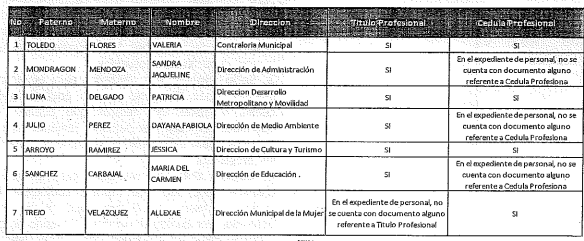 No Paterno Materno Nombre Direccion Titulo Profesional Cedula Profesional
1 TOLEDO FLORES VALERIA Contraloria Municipal SI SI
2 MONDRAGON MENDOZA SANDRA JAQUELINE Dirección de Administración SI En el expediente de personal, no se cuenta con documento alguno referente a Cedula Profesiona
3 LUNA DELGADO PATRICIA Direccion Desarrollo Metropolitano y Movilidad SI SI
4 JULIO PEREZ DAYANA FABIOLA Dirección de Medio Ambiente SI En el expediente de personal, no se cuenta con documento alguno referente a Cedula Profesiona
5 ARROYO RAMIREZ JESSICA Direccion de Cultura y Turismo SI SI
6 SANCHEZ CARBAJAL MARIA DEL CARMEN Dirección de Educación . SI En el expediente de personal, no se cuenta con documento alguno referente a Cedula Profesiona
7 TREJO VELAZQUEZ ALLEXAE Dirección Municipal de la Mujer En el expediente de personal, no se cuenta con documento alguno referente a Titulo Profesional SI